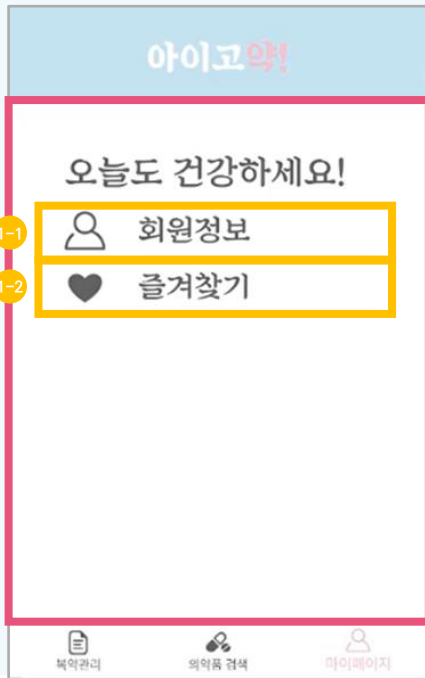 아이고약!
오늘도 건강하세요!
1-1 회원정보
1-2 즐겨찾기
복약관리 의약품 검색 마이페이지